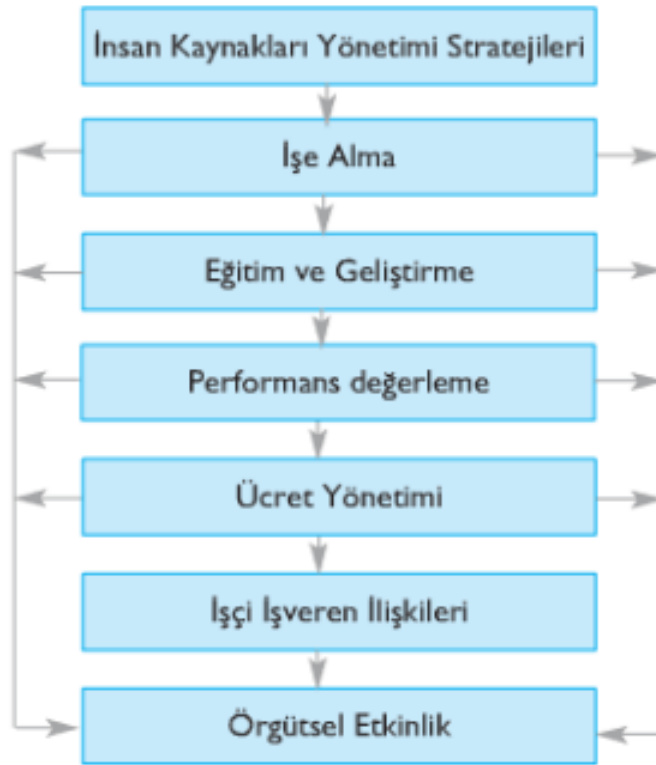 İnsan Kaynakları Yönetimi Stratejileri
İşe Alma
Eğitim ve Geliştirme
Performans değerleme
Ücret Yönetimi
İşçi İşveren İlişkileri
Örgütsel Etkinlik